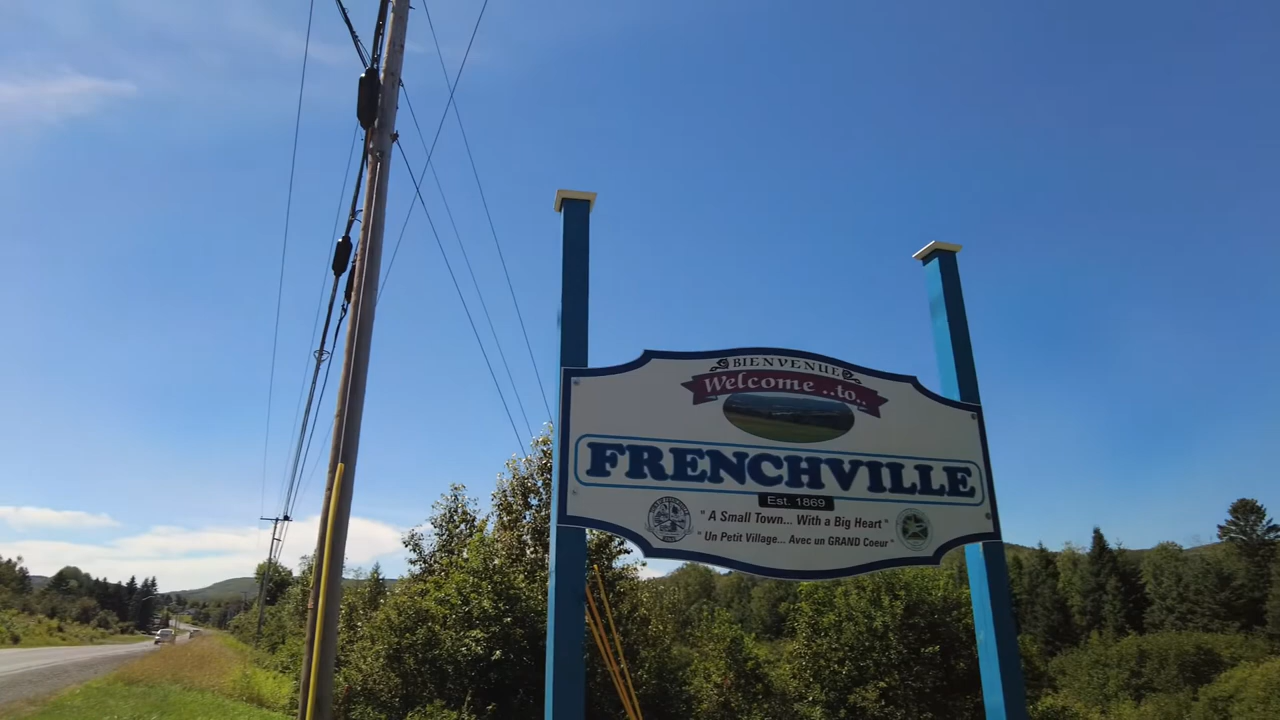 BIENVENUE
Welcome ..to..
FRENCHVILLE
Est. 1869
" A Small Town... With a Big Heart "
" Un Petit Village... Avec un GRAND Coeur "